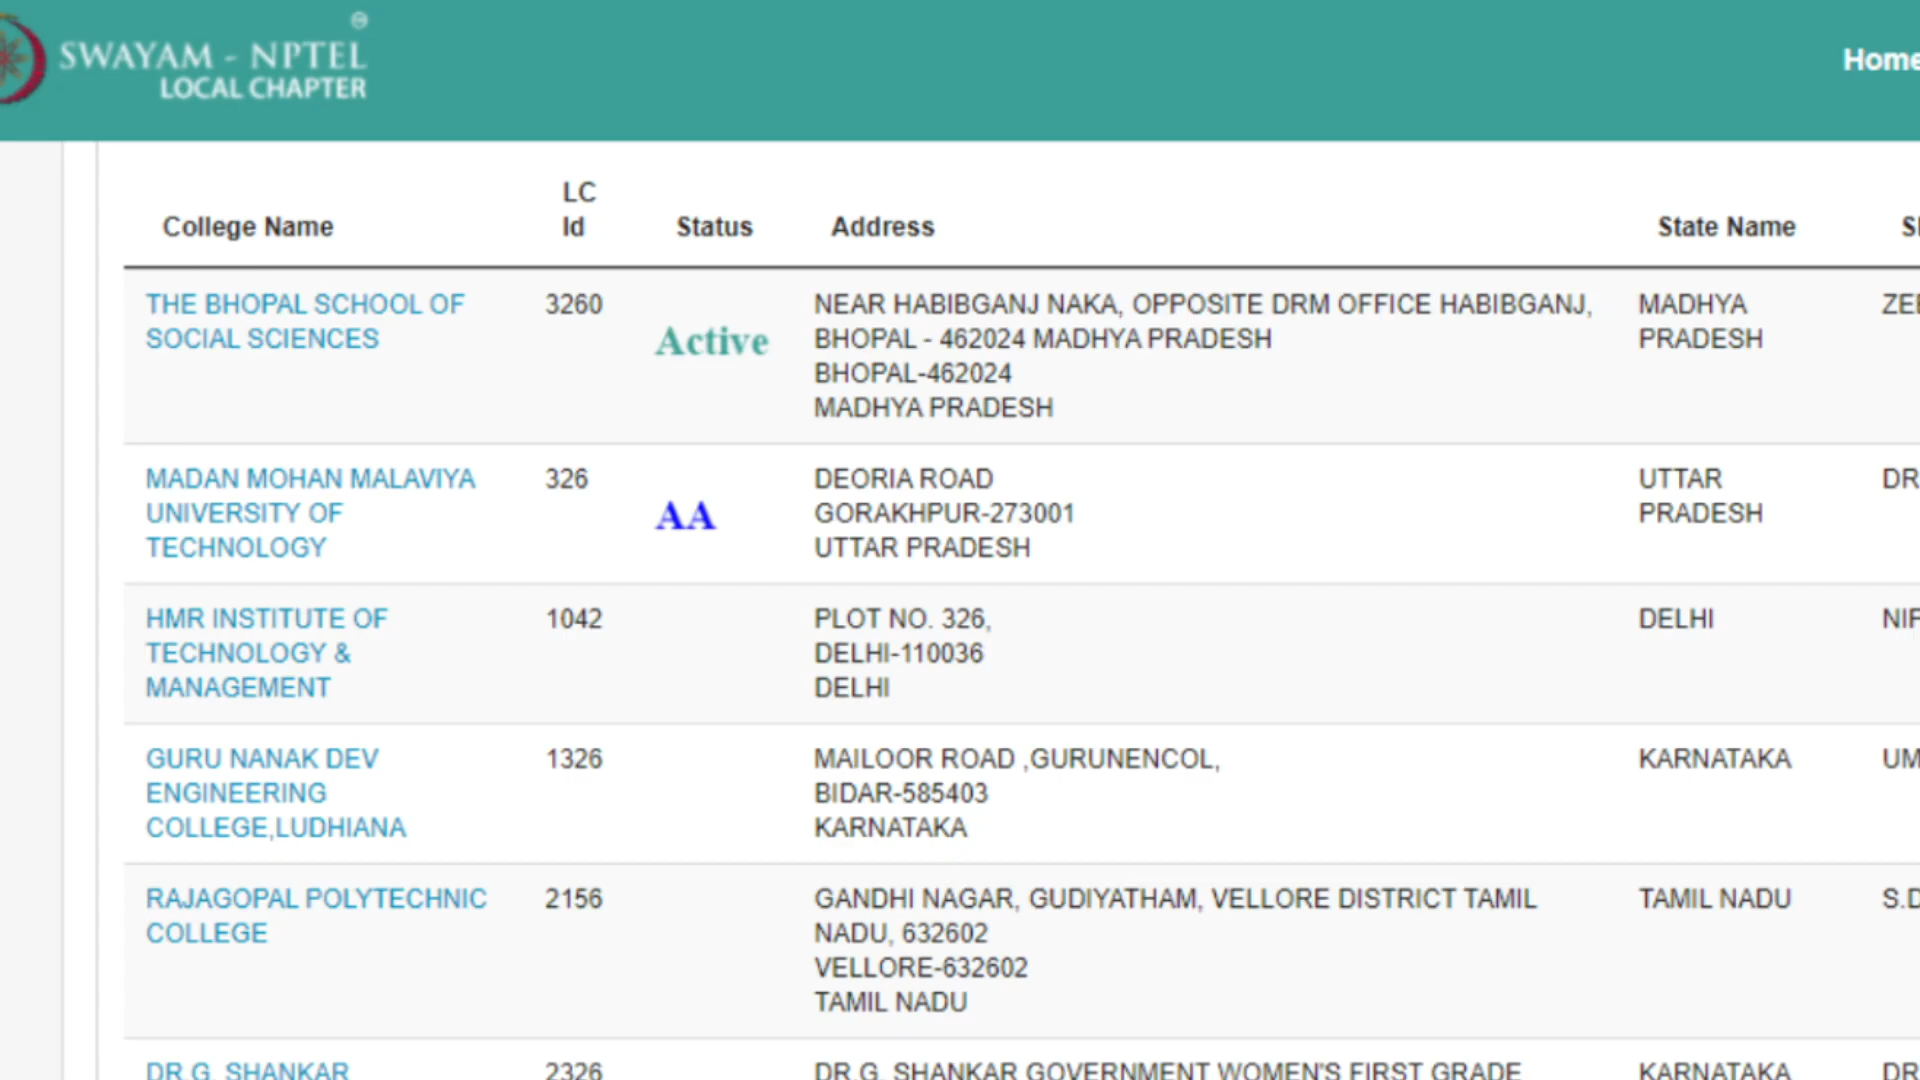 SWAYAM - NPTEL
LOCAL CHAPTER
Home
College Name
LC
Id
Status
Address
State Name
THE BHOPAL SCHOOL OF
SOCIAL SCIENCES
3260
Active
NEAR HABIBGANJ NAKA, OPPOSITE DRM OFFICE HABIBGANJ,
BHOPAL - 462024 MADHYA PRADESH
BHOPAL-462024
MADHYA PRADESH
MADHYA
PRADESH
MADAN MOHAN MALAVIYA
UNIVERSITY OF
TECHNOLOGY
326
AA
DEORIA ROAD
GORAKHPUR-273001
UTTAR PRADESH
UTTAR
PRADESH
DR
HMR INSTITUTE OF
TECHNOLOGY &
MANAGEMENT
1042
PLOT NO. 326,
DELHI-110036
DELHI
DELHI
GURU NANAK DEV
ENGINEERING
COLLEGE,LUDHIANA
1326
MAILOOR ROAD ,GURUNENCOL,
BIDAR-585403
KARNATAKA
KARNATAKA
UM
RAJAGOPAL POLYTECHNIC
COLLEGE
2156
GANDHI NAGAR, GUDIYATHAM, VELLORE DISTRICT TAMIL
NADU, 632602
VELLORE-632602
TAMIL NADU
TAMIL NADU
DR.G. SHANKAR
2326
DR.G. SHANKAR GOVERNMENT WOMEN'S FIRST GRADE
KARNATAKA
DR